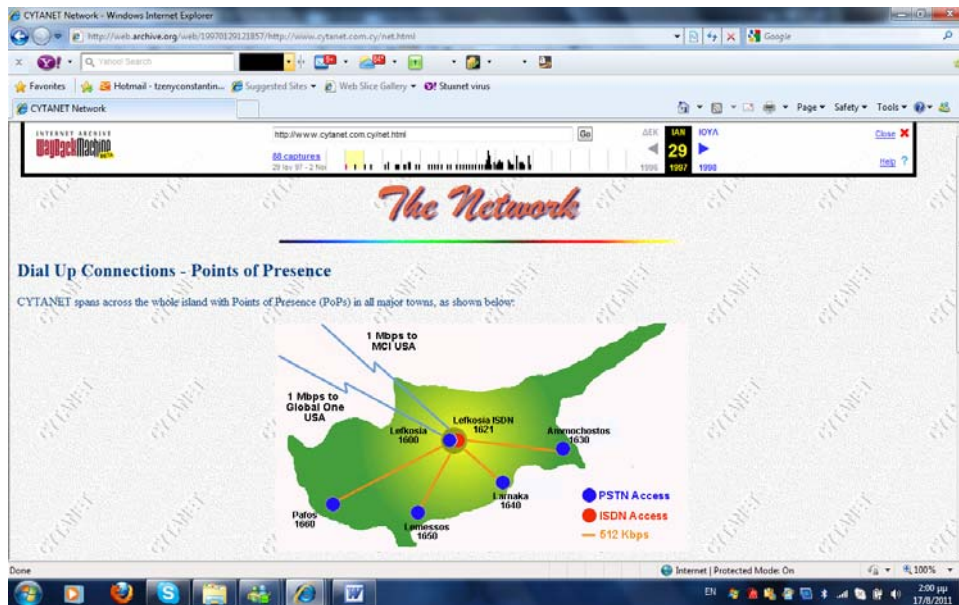 CYTANET Network - Windows Internet Explorer
http://web.archive.org/web/19970129121857/http://www.cytanet.com.cy/net.html
Google
Yahoo! Search
Favorites Hotmail - tzenyconstantin... Suggested Sites Web Slice Gallery Stuxnet virus
CYTANET Network
Page Safety Tools
INTERNET ARCHIVE
WayBackMachine
BETA
http://www.cytanet.com.cy/net.html
Go
88 captures
ΔΕΚ ΙΑΝ ΙΟΥΛ
29
1996 1997 1998
Close
Help ?
The Network
Dial Up Connections - Points of Presence
CYTANET spans across the whole island with Points of Presence (PoPs) in all major towns, as shown below:
1 Mbps to
MCI USA
1 Mbps to
Global One
USA
Lefkosia
1600
Lefkosia ISDN
1621
Ammochostos
1630
Larnaka
1640
Lemessos
1650
Pafos
1660
PSTN Access
ISDN Access
512 Kbps
CYTANET
Done
Internet | Protected Mode: On
100%
EN
2:00 μμ
17/8/2011